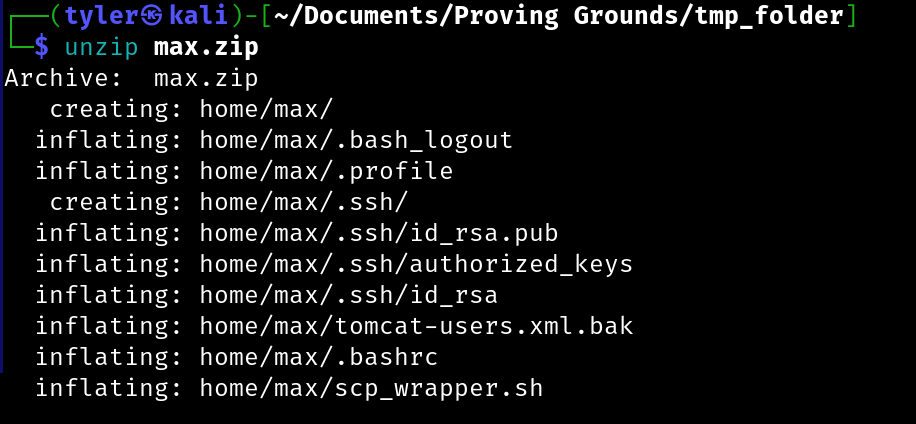 ┌──(tyler㉿kali)-[~/Documents/Proving Grounds/tmp_folder]
└─$ unzip max.zip
Archive:  max.zip
   creating: home/max/
  inflating: home/max/.bash_logout
  inflating: home/max/.profile
   creating: home/max/.ssh/
  inflating: home/max/.ssh/id_rsa.pub
  inflating: home/max/.ssh/authorized_keys
  inflating: home/max/.ssh/id_rsa
  inflating: home/max/tomcat-users.xml.bak
  inflating: home/max/.bashrc
  inflating: home/max/scp_wrapper.sh